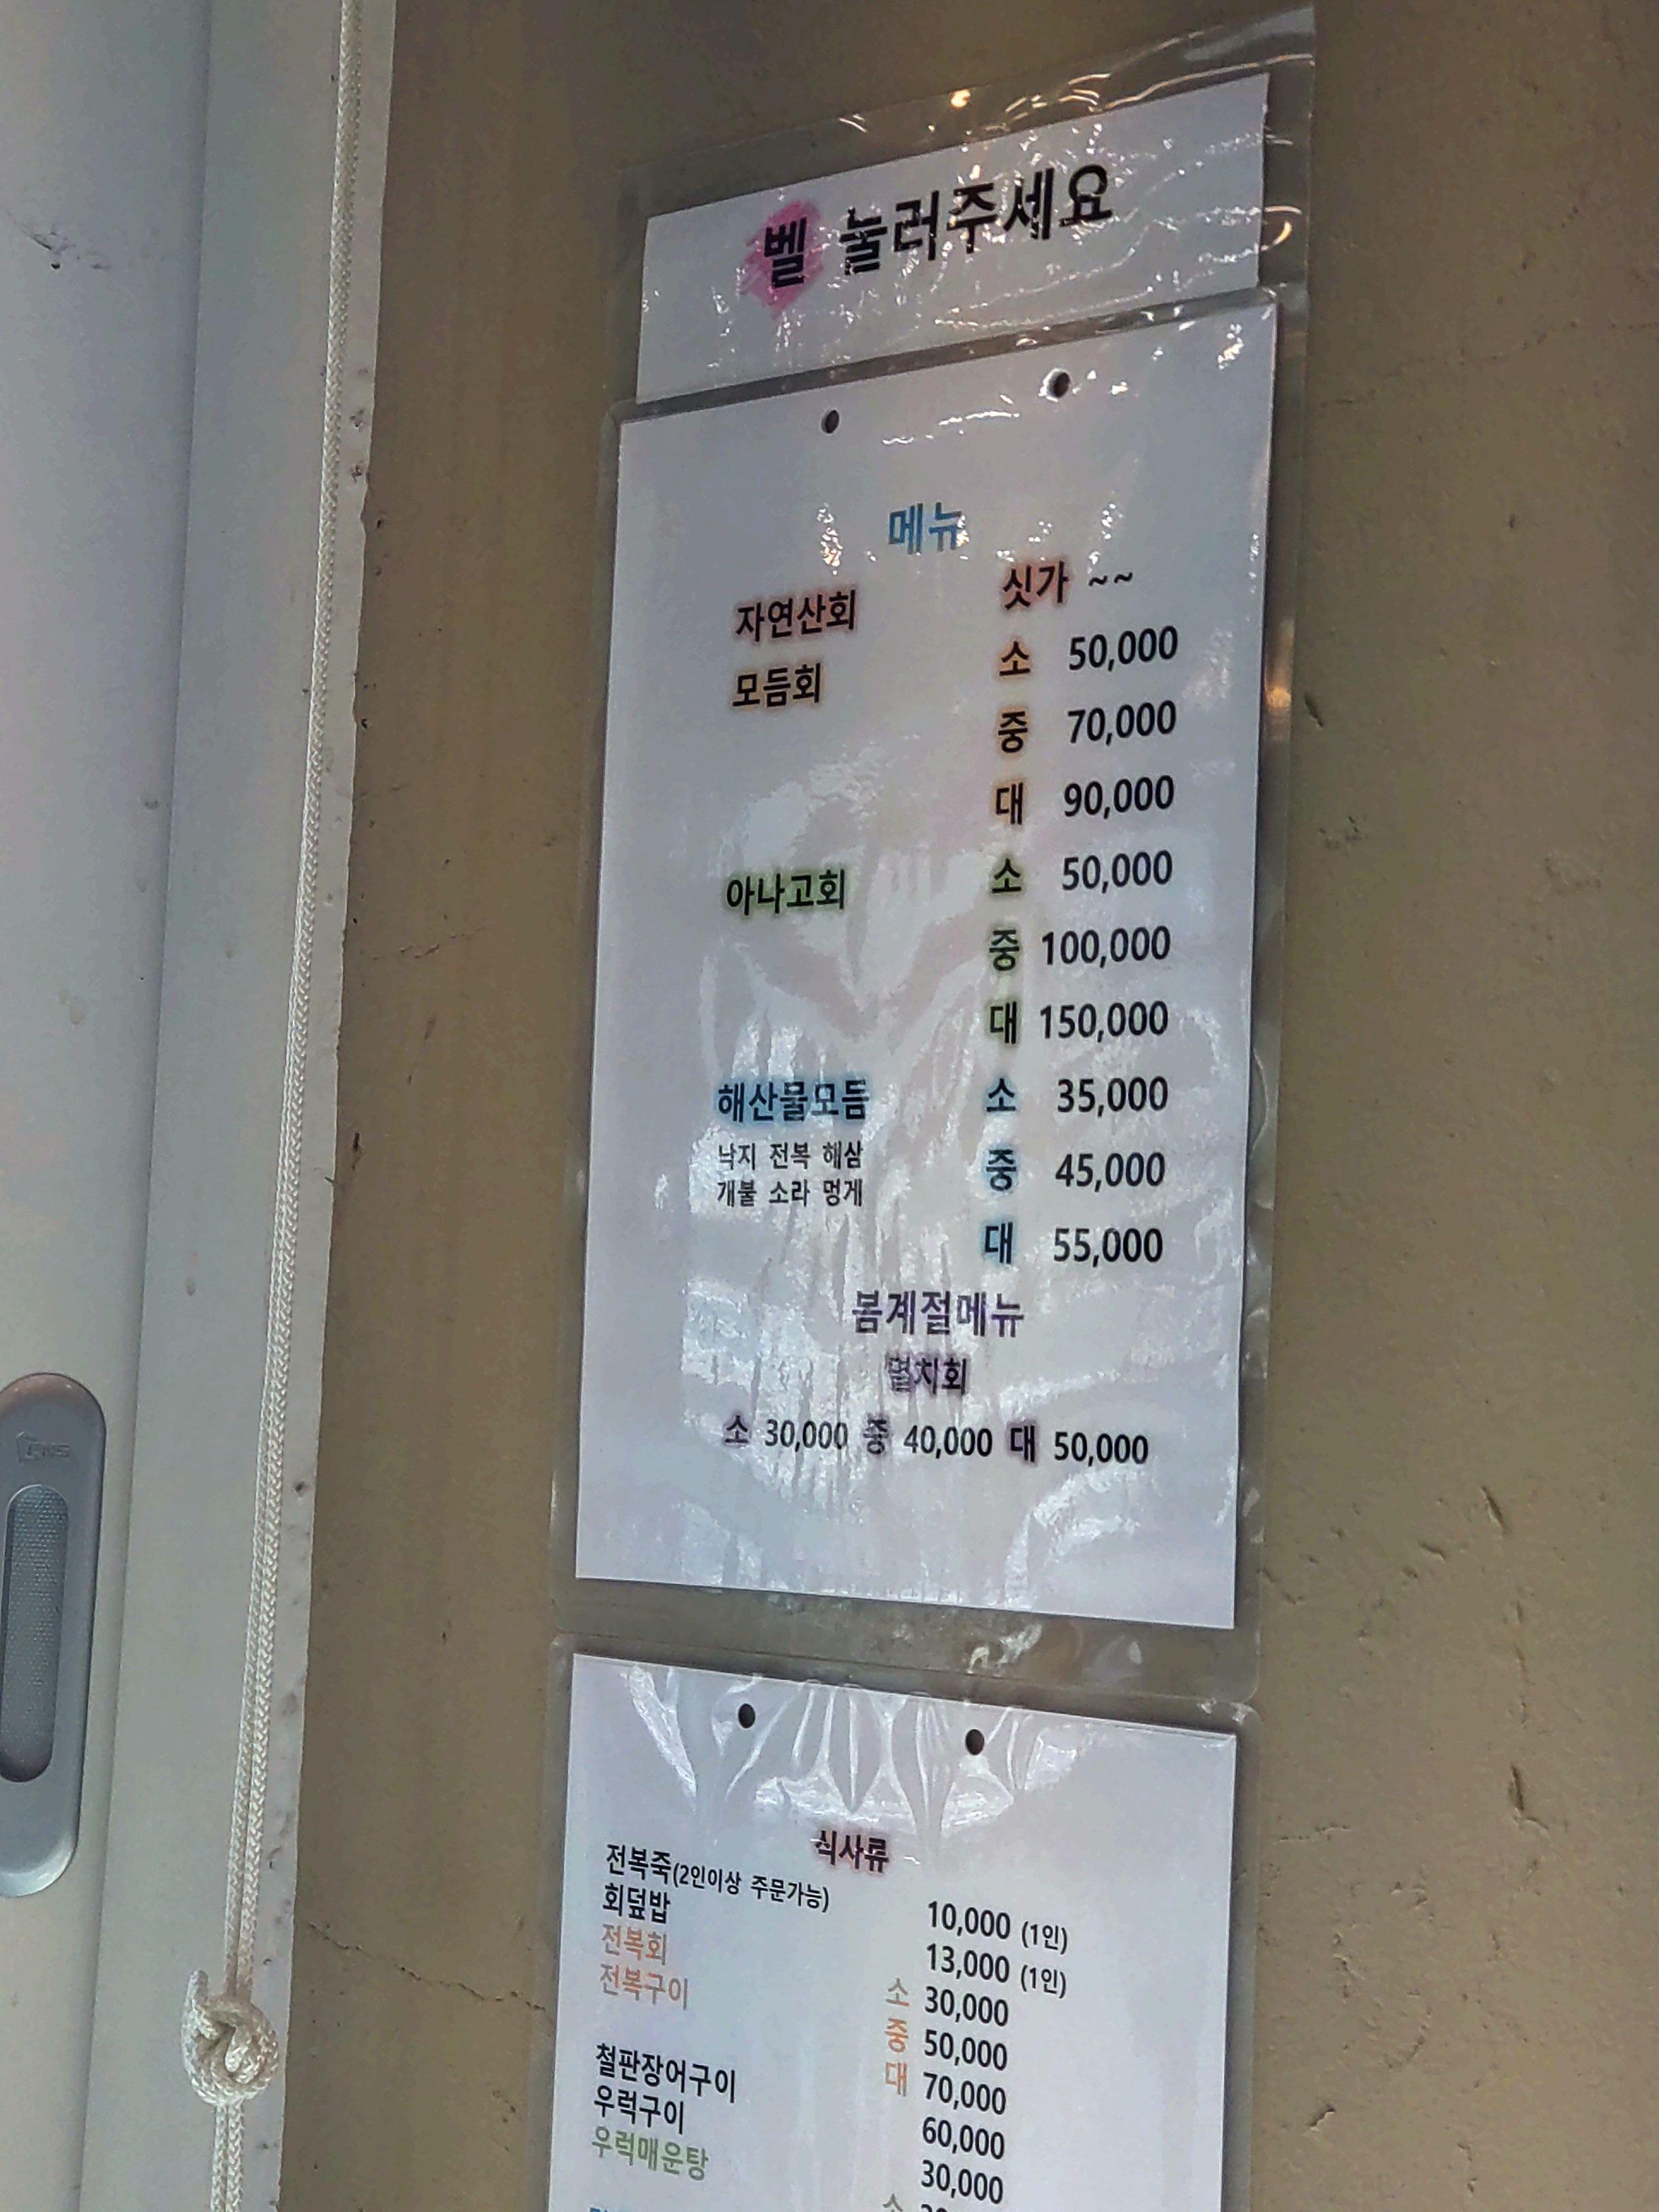 벨 눌러주세요
메뉴
자연산회 싯가 ~~
모듬회 소 50,000
중 70,000
대 90,000
아나고회 소 50,000
중 100,000
대 150,000
해산물모듬 소 35,000
낙지 전복 해삼 중 45,000
개불 소라 멍게
대 55,000
봄계절메뉴
멸치회
소 30,000 중 40,000 대 50,000
식사류
전복죽(2인이상 주문가능) 10,000 (1인)
회덮밥 13,000 (1인)
전복회 소 30,000
전복구이 중 50,000
대 70,000
철판장어구이 60,000
우럭구이 30,000
우럭매운탕 소